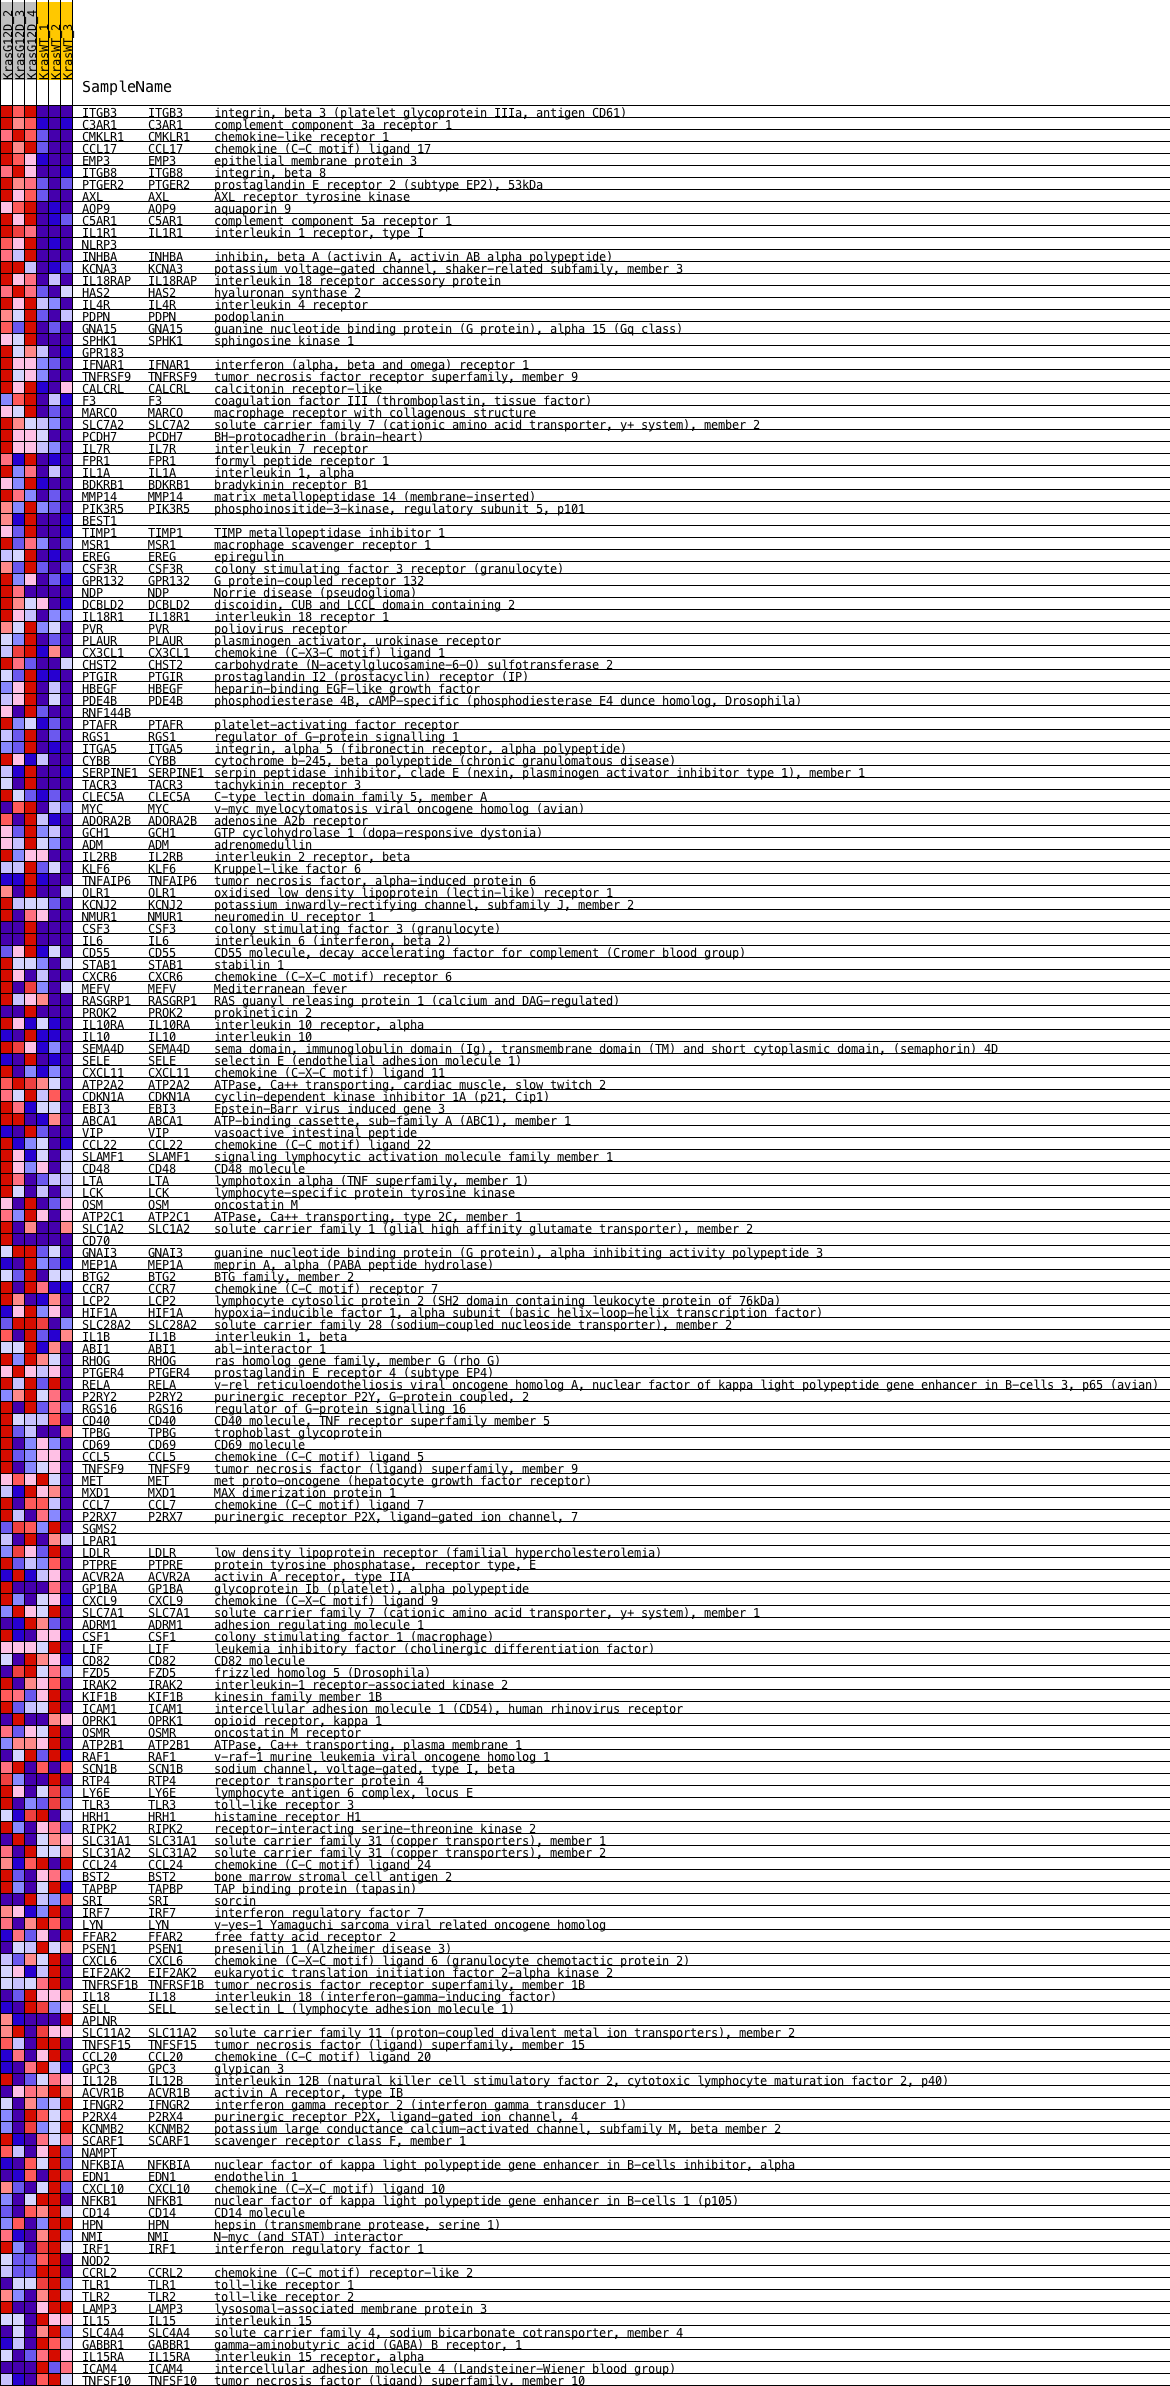 KrasG12D_2
KrasG12D_3
KrasG12D_4
KrasWT_1
KrasWT_2
KrasWT_3
SampleName
ITGB3 ITGB3 integrin, beta 3 (platelet glycoprotein IIIa, antigen CD61)
C3AR1 C3AR1 complement component 3a receptor 1
CMKLR1 CMKLR1 chemokine-like receptor 1
CCL17 CCL17 chemokine (C-C motif) ligand 17
EMP3 EMP3 epithelial membrane protein 3
ITGB8 ITGB8 integrin, beta 8
PTGER2 PTGER2 prostaglandin E receptor 2 (subtype EP2), 53kDa
AXL AXL AXL receptor tyrosine kinase
AQP9 AQP9 aquaporin 9
C5AR1 C5AR1 complement component 5a receptor 1
IL1R1 IL1R1 interleukin 1 receptor, type I
NLRP3
INHBA INHBA inhibin, beta A (activin A, activin AB alpha polypeptide)
KCNA3 KCNA3 potassium voltage-gated channel, shaker-related subfamily, member 3
IL18RAP IL18RAP interleukin 18 receptor accessory protein
HAS2 HAS2 hyaluronan synthase 2
IL4R IL4R interleukin 4 receptor
PDPN PDPN podoplanin
GNA15 GNA15 guanine nucleotide binding protein (G protein), alpha 15 (Gq class)
SPHK1 SPHK1 sphingosine kinase 1
GPR183
IFNAR1 IFNAR1 interferon (alpha, beta and omega) receptor 1
TNFRSF9 TNFRSF9 tumor necrosis factor receptor superfamily, member 9
CALCRL CALCRL calcitonin receptor-like
F3 F3 coagulation factor III (thromboplastin, tissue factor)
MARCO MARCO macrophage receptor with collagenous structure
SLC7A2 SLC7A2 solute carrier family 7 (cationic amino acid transporter, y+ system), member 2
PCDH7 PCDH7 BH-protocadherin (brain-heart)
IL7R IL7R interleukin 7 receptor
FPR1 FPR1 formyl peptide receptor 1
IL1A IL1A interleukin 1, alpha
BDKRB1 BDKRB1 bradykinin receptor B1
MMP14 MMP14 matrix metallopeptidase 14 (membrane-inserted)
PIK3R5 PIK3R5 phosphoinositide-3-kinase, regulatory subunit 5, p101
BEST1
TIMP1 TIMP1 TIMP metallopeptidase inhibitor 1
MSR1 MSR1 macrophage scavenger receptor 1
EREG EREG epiregulin
CSF3R CSF3R colony stimulating factor 3 receptor (granulocyte)
GPR132 GPR132 G protein-coupled receptor 132
NDP NDP Norrie disease (pseudoglioma)
DCBLD2 DCBLD2 discoidin, CUB and LCCL domain containing 2
IL18R1 IL18R1 interleukin 18 receptor 1
PVR PVR poliovirus receptor
PLAUR PLAUR plasminogen activator, urokinase receptor
CX3CL1 CX3CL1 chemokine (C-X3-C motif) ligand 1
CHST2 CHST2 carbohydrate (N-acetylglucosamine-6-O) sulfotransferase 2
PTGIR PTGIR prostaglandin I2 (prostacyclin) receptor (IP)
HBEGF HBEGF heparin-binding EGF-like growth factor
PDE4B PDE4B phosphodiesterase 4B, cAMP-specific (phosphodiesterase E4 dunce homolog, Drosophila)
RNF144B
PTAFR PTAFR platelet-activating factor receptor
RGS1 RGS1 regulator of G-protein signalling 1
ITGA5 ITGA5 integrin, alpha 5 (fibronectin receptor, alpha polypeptide)
CYBB CYBB cytochrome b-245, beta polypeptide (chronic granulomatous disease)
SERPINE1 SERPINE1 serpin peptidase inhibitor, clade E (nexin, plasminogen activator inhibitor type 1), member 1
TACR3 TACR3 tachykinin receptor 3
CLEC5A CLEC5A C-type lectin domain family 5, member A
MYC MYC v-myc myelocytomatosis viral oncogene homolog (avian)
ADORA2B ADORA2B adenosine A2b receptor
GCH1 GCH1 GTP cyclohydrolase 1 (dopa-responsive dystonia)
ADM ADM adrenomedullin
IL2RB IL2RB interleukin 2 receptor, beta
KLF6 KLF6 Kruppel-like factor 6
TNFAIP6 TNFAIP6 tumor necrosis factor, alpha-induced protein 6
OLR1 OLR1 oxidised low density lipoprotein (lectin-like) receptor 1
KCNJ2 KCNJ2 potassium inwardly-rectifying channel, subfamily J, member 2
NMUR1 NMUR1 neuromedin U receptor 1
CSF3 CSF3 colony stimulating factor 3 (granulocyte)
IL6 IL6 interleukin 6 (interferon, beta 2)
CD55 CD55 CD55 molecule, decay accelerating factor for complement (Cromer blood group)
STAB1 STAB1 stabilin 1
CXCR6 CXCR6 chemokine (C-X-C motif) receptor 6
MEFV MEFV Mediterranean fever
RASGRP1 RASGRP1 RAS guanyl releasing protein 1 (calcium and DAG-regulated)
PROK2 PROK2 prokineticin 2
IL10RA IL10RA interleukin 10 receptor, alpha
IL10 IL10 interleukin 10
SEMA4D SEMA4D sema domain, immunoglobulin domain (Ig), transmembrane domain (TM) and short cytoplasmic domain, (semaphorin) 4D
SELE SELE selectin E (endothelial adhesion molecule 1)
CXCL11 CXCL11 chemokine (C-X-C motif) ligand 11
ATP2A2 ATP2A2 ATPase, Ca++ transporting, cardiac muscle, slow twitch 2
CDKN1A CDKN1A cyclin-dependent kinase inhibitor 1A (p21, Cip1)
EBI3 EBI3 Epstein-Barr virus induced gene 3
ABCA1 ABCA1 ATP-binding cassette, sub-family A (ABC1), member 1
VIP VIP vasoactive intestinal peptide
CCL22 CCL22 chemokine (C-C motif) ligand 22
SLAMF1 SLAMF1 signaling lymphocytic activation molecule family member 1
CD48 CD48 CD48 molecule
LTA LTA lymphotoxin alpha (TNF superfamily, member 1)
LCK LCK lymphocyte-specific protein tyrosine kinase
OSM OSM oncostatin M
ATP2C1 ATP2C1 ATPase, Ca++ transporting, type 2C, member 1
SLC1A2 SLC1A2 solute carrier family 1 (glial high affinity glutamate transporter), member 2
CD70
GNAI3 GNAI3 guanine nucleotide binding protein (G protein), alpha inhibiting activity polypeptide 3
MEP1A MEP1A meprin A, alpha (PABA peptide hydrolase)
BTG2 BTG2 BTG family, member 2
CCR7 CCR7 chemokine (C-C motif) receptor 7
LCP2 LCP2 lymphocyte cytosolic protein 2 (SH2 domain containing leukocyte protein of 76kDa)
HIF1A HIF1A hypoxia-inducible factor 1, alpha subunit (basic helix-loop-helix transcription factor)
SLC28A2 SLC28A2 solute carrier family 28 (sodium-coupled nucleoside transporter), member 2
IL1B IL1B interleukin 1, beta
ABI1 ABI1 abl-interactor 1
RHOG RHOG ras homolog gene family, member G (rho G)
PTGER4 PTGER4 prostaglandin E receptor 4 (subtype EP4)
RELA RELA v-rel reticuloendotheliosis viral oncogene homolog A, nuclear factor of kappa light polypeptide gene enhancer in B-cells 3, p65 (avian)
P2RY2 P2RY2 purinergic receptor P2Y, G-protein coupled, 2
RGS16 RGS16 regulator of G-protein signalling 16
CD40 CD40 CD40 molecule, TNF receptor superfamily member 5
TPBG TPBG trophoblast glycoprotein
CD69 CD69 CD69 molecule
CCL5 CCL5 chemokine (C-C motif) ligand 5
TNFSF9 TNFSF9 tumor necrosis factor (ligand) superfamily, member 9
MET MET met proto-oncogene (hepatocyte growth factor receptor)
MXD1 MXD1 MAX dimerization protein 1
CCL7 CCL7 chemokine (C-C motif) ligand 7
P2RX7 P2RX7 purinergic receptor P2X, ligand-gated ion channel, 7
SGMS2
LPAR1
LDLR LDLR low density lipoprotein receptor (familial hypercholesterolemia)
PTPRE PTPRE protein tyrosine phosphatase, receptor type, E
ACVR2A ACVR2A activin A receptor, type IIA
GP1BA GP1BA glycoprotein Ib (platelet), alpha polypeptide
CXCL9 CXCL9 chemokine (C-X-C motif) ligand 9
SLC7A1 SLC7A1 solute carrier family 7 (cationic amino acid transporter, y+ system), member 1
ADRM1 ADRM1 adhesion regulating molecule 1
CSF1 CSF1 colony stimulating factor 1 (macrophage)
LIF LIF leukemia inhibitory factor (cholinergic differentiation factor)
CD82 CD82 CD82 molecule
FZD5 FZD5 frizzled homolog 5 (Drosophila)
IRAK2 IRAK2 interleukin-1 receptor-associated kinase 2
KIF1B KIF1B kinesin family member 1B
ICAM1 ICAM1 intercellular adhesion molecule 1 (CD54), human rhinovirus receptor
OPRK1 OPRK1 opioid receptor, kappa 1
OSMR OSMR oncostatin M receptor
ATP2B1 ATP2B1 ATPase, Ca++ transporting, plasma membrane 1
RAF1 RAF1 v-raf-1 murine leukemia viral oncogene homolog 1
SCN1B SCN1B sodium channel, voltage-gated, type I, beta
RTP4 RTP4 receptor transporter protein 4
LY6E LY6E lymphocyte antigen 6 complex, locus E
TLR3 TLR3 toll-like receptor 3
HRH1 HRH1 histamine receptor H1
RIPK2 RIPK2 receptor-interacting serine-threonine kinase 2
SLC31A1 SLC31A1 solute carrier family 31 (copper transporters), member 1
SLC31A2 SLC31A2 solute carrier family 31 (copper transporters), member 2
CCL24 CCL24 chemokine (C-C motif) ligand 24
BST2 BST2 bone marrow stromal cell antigen 2
TAPBP TAPBP TAP binding protein (tapasin)
SRI SRI sorcin
IRF7 IRF7 interferon regulatory factor 7
LYN LYN v-yes-1 Yamaguchi sarcoma viral related oncogene homolog
FFAR2 FFAR2 free fatty acid receptor 2
PSEN1 PSEN1 presenilin 1 (Alzheimer disease 3)
CXCL6 CXCL6 chemokine (C-X-C motif) ligand 6 (granulocyte chemotactic protein 2)
EIF2AK2 EIF2AK2 eukaryotic translation initiation factor 2-alpha kinase 2
TNFRSF1B TNFRSF1B tumor necrosis factor receptor superfamily, member 1B
IL18 IL18 interleukin 18 (interferon-gamma-inducing factor)
SELL SELL selectin L (lymphocyte adhesion molecule 1)
APLNR
SLC11A2 SLC11A2 solute carrier family 11 (proton-coupled divalent metal ion transporters), member 2
TNFSF15 TNFSF15 tumor necrosis factor (ligand) superfamily, member 15
CCL20 CCL20 chemokine (C-C motif) ligand 20
GPC3 GPC3 glypican 3
IL12B IL12B interleukin 12B (natural killer cell stimulatory factor 2, cytotoxic lymphocyte maturation factor 2, p40)
ACVR1B ACVR1B activin A receptor, type IB
IFNGR2 IFNGR2 interferon gamma receptor 2 (interferon gamma transducer 1)
P2RX4 P2RX4 purinergic receptor P2X, ligand-gated ion channel, 4
KCNMB2 KCNMB2 potassium large conductance calcium-activated channel, subfamily M, beta member 2
SCARF1 SCARF1 scavenger receptor class F, member 1
NAMPT
NFKBIA NFKBIA nuclear factor of kappa light polypeptide gene enhancer in B-cells inhibitor, alpha
EDN1 EDN1 endothelin 1
CXCL10 CXCL10 chemokine (C-X-C motif) ligand 10
NFKB1 NFKB1 nuclear factor of kappa light polypeptide gene enhancer in B-cells 1 (p105)
CD14 CD14 CD14 molecule
HPN HPN hepsin (transmembrane protease, serine 1)
NMI NMI N-myc (and STAT) interactor
IRF1 IRF1 interferon regulatory factor 1
NOD2
CCRL2 CCRL2 chemokine (C-C motif) receptor-like 2
TLR1 TLR1 toll-like receptor 1
TLR2 TLR2 toll-like receptor 2
LAMP3 LAMP3 lysosomal-associated membrane protein 3
IL15 IL15 interleukin 15
SLC4A4 SLC4A4 solute carrier family 4, sodium bicarbonate cotransporter, member 4
GABBR1 GABBR1 gamma-aminobutyric acid (GABA) B receptor, 1
IL15RA IL15RA interleukin 15 receptor, alpha
ICAM4 ICAM4 intercellular adhesion molecule 4 (Landsteiner-Wiener blood group)
TNFSF10 TNFSF10 tumor necrosis factor (ligand) superfamily, member 10